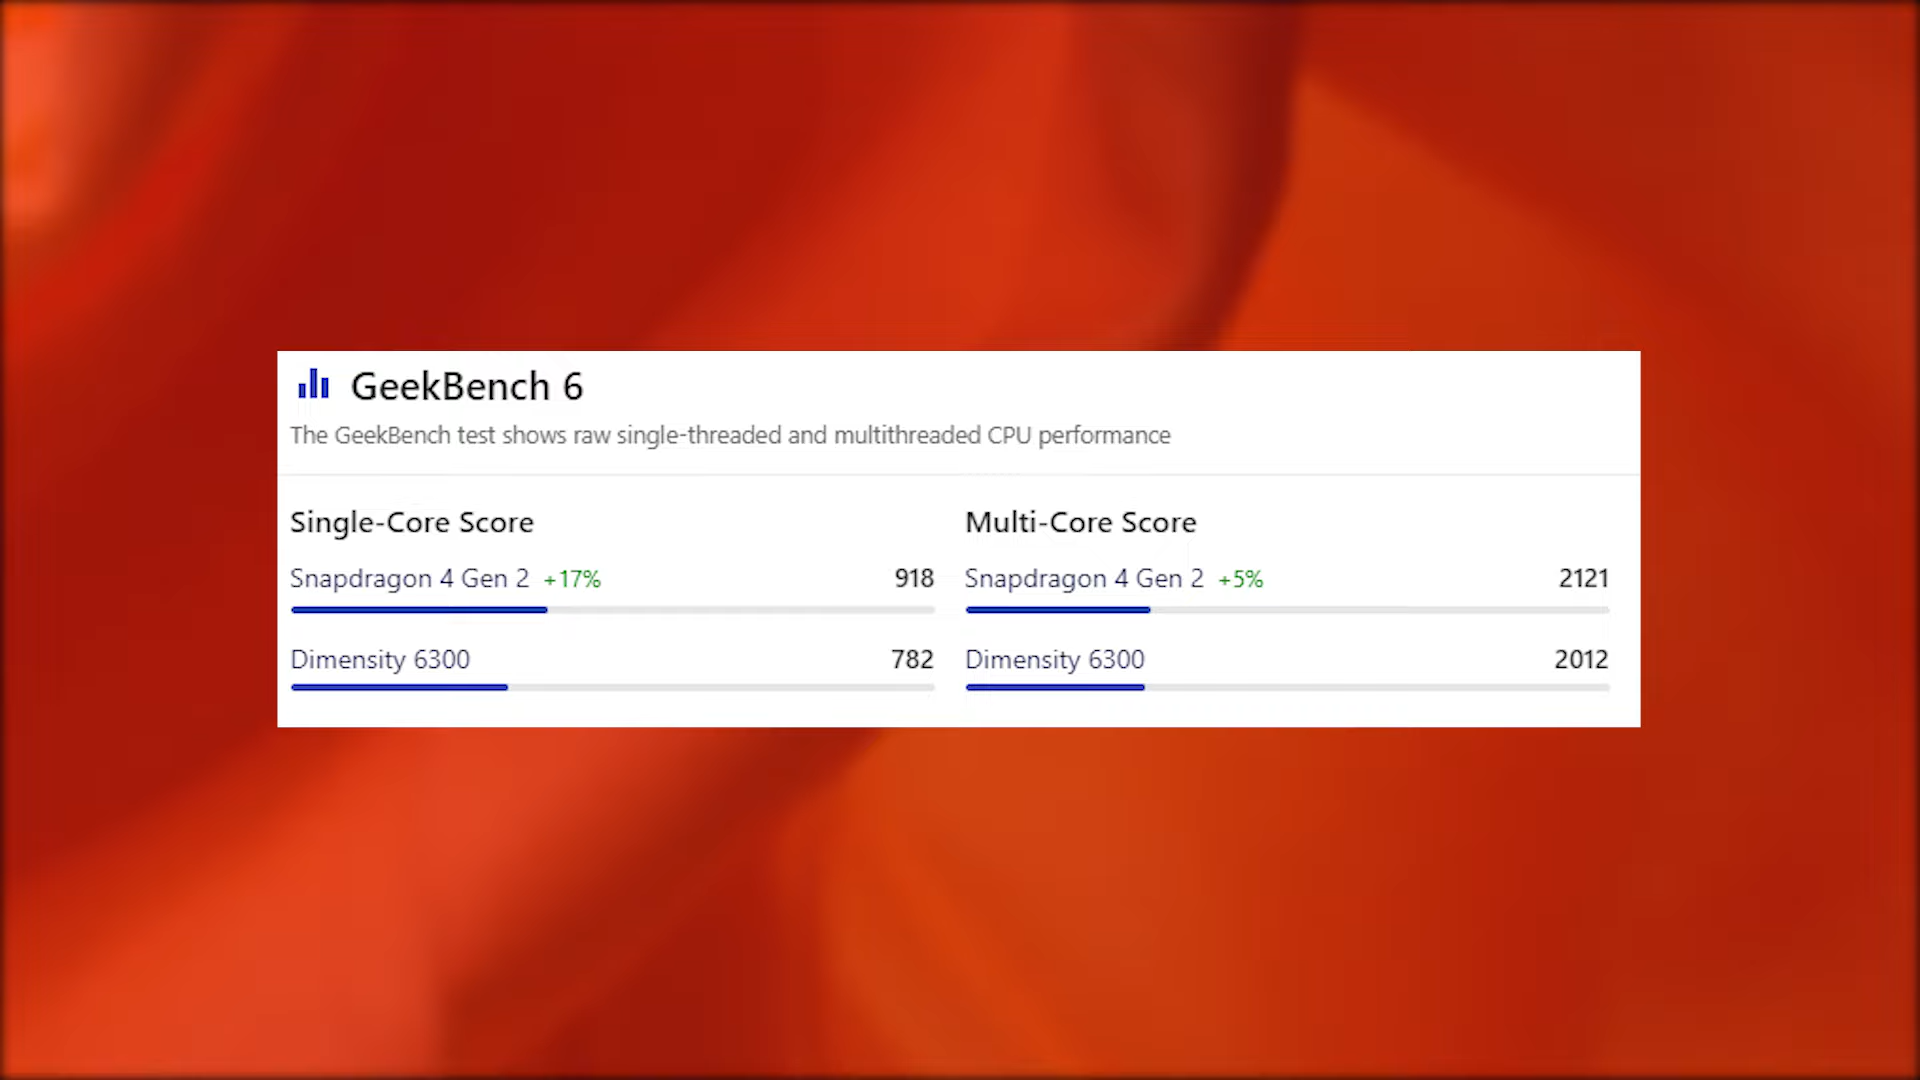 GeekBench 6
The GeekBench test shows raw single-threaded and multithreaded CPU performance
Single-Core Score
Snapdragon 4 Gen 2 +17% 918
Dimensity 6300 782
Multi-Core Score
Snapdragon 4 Gen 2 +5% 2121
Dimensity 6300 2012